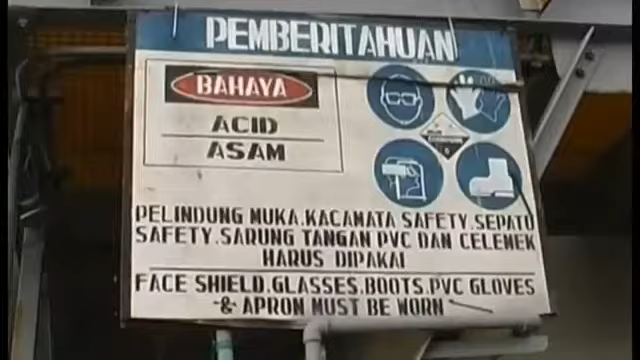 PEMBERITAHUAN
BAHAYA
ACID
ASAM
PELINDUNG MUKA.KACAMATA SAFETY.SEPATU
SAFETY.SARUNG TANGAN PVC DAN CELEMEK
HARUS DIPAKAI
FACE SHIELD.GLASSES.BOOTS.PVC GLOVES
-&- APRON MUST BE WORN